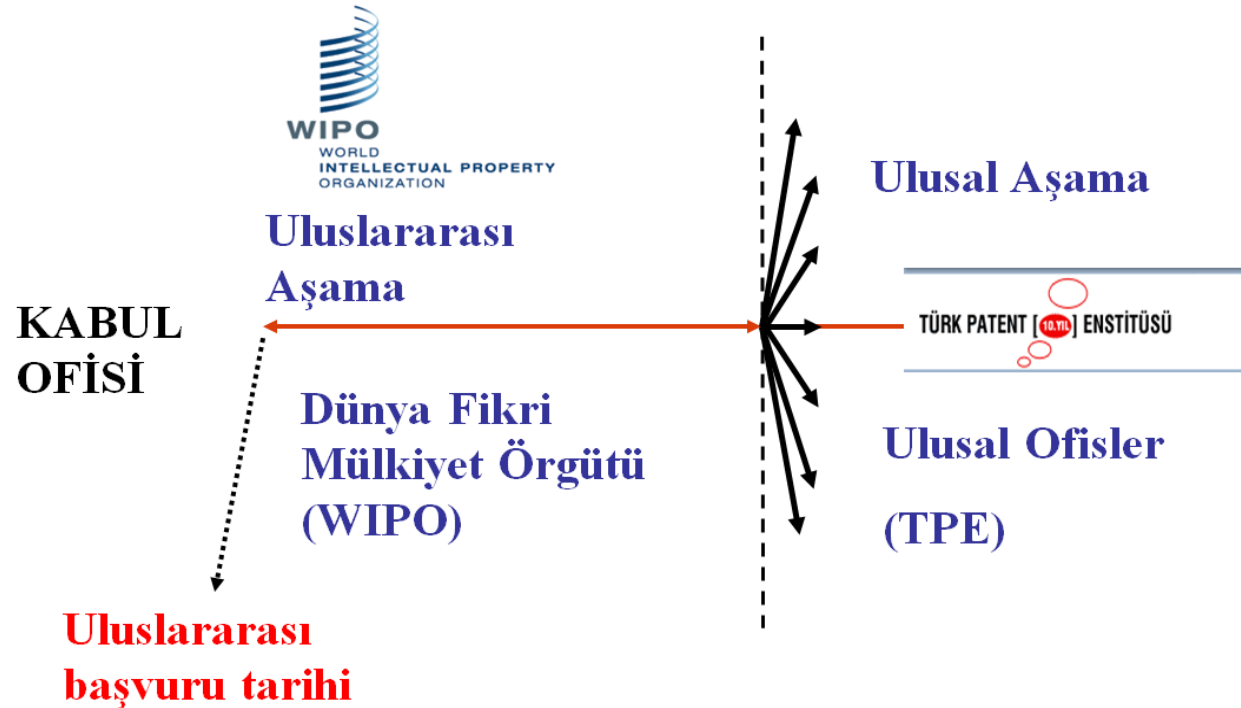 WIPO
WORLD
INTELLECTUAL PROPERTY
ORGANIZATION
Uluslararası
Aşama
Ulusal Aşama
KABUL
OFİSİ
TÜRK PATENT [10.YIL] ENSTİTÜSÜ
Dünya Fikri
Mülkiyet Örgütü
(WIPO)
Ulusal Ofisler
(TPE)
Uluslararası
başvuru tarihi